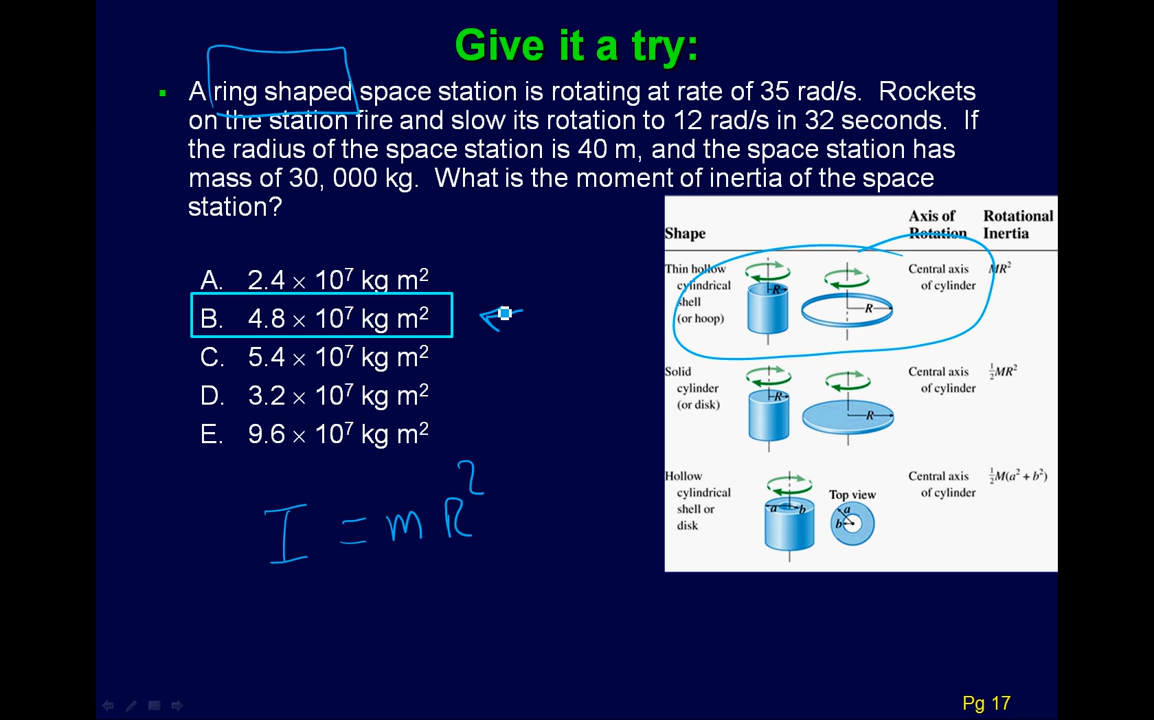 Give it a try:
A ring shaped space station is rotating at rate of 35 rad/s. Rockets
on the station fire and slow its rotation to 12 rad/s in 32 seconds. If
the radius of the space station is 40 m, and the space station has
mass of 30, 000 kg. What is the moment of inertia of the space
station?
A. 2.4 × 10⁷ kg m²
B. 4.8 × 10⁷ kg m²
C. 5.4 × 10⁷ kg m²
D. 3.2 × 10⁷ kg m²
E. 9.6 × 10⁷ kg m²
I = mR²
Shape
Axis of
Rotation
Rotational
Inertia
Thin hollow
cylindrical
shell
(or hoop)
R
R
Central axis
of cylinder
MR²
Solid
cylinder
(or disk)
R
R
Central axis
of cylinder
½MR²
Hollow
cylindrical
shell or
disk
a
b
Top view
a
b
Central axis
of cylinder
½M(a² + b²)
Pg 17